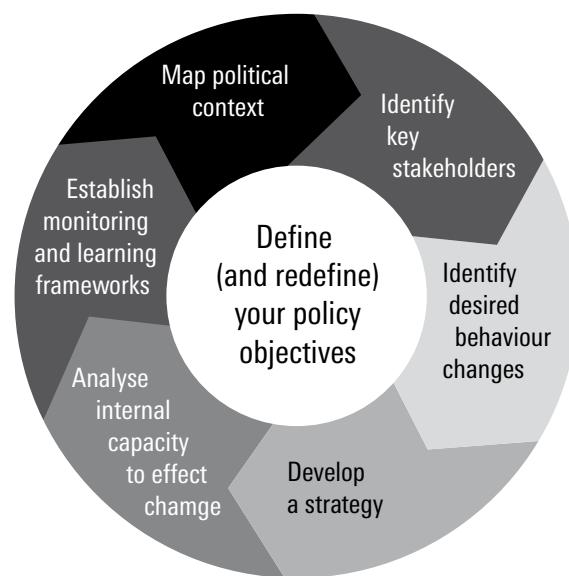 Map political
context
Identify
key
stakeholders
Identify
desired
behaviour
changes
Develop
a strategy
Analyse
internal
capacity
to effect
chamge
Establish
monitoring
and learning
frameworks
Define
(and redefine)
your policy
objectives